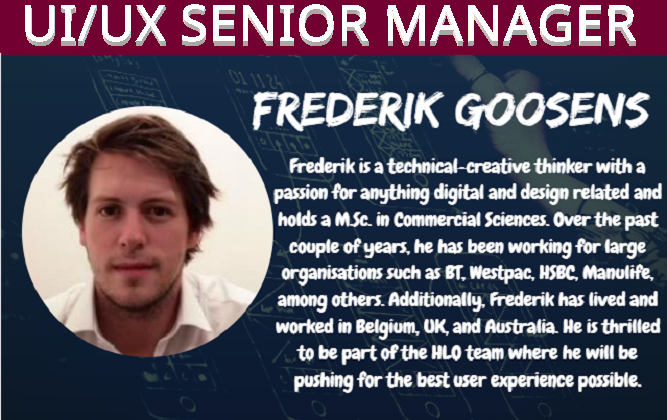 UI/UX SENIOR MANAGER
FREDERIK GOOSENS
Frederik is a technical-creative thinker with a
passion for anything digital and design related and
holds a M.Sc. in Commercial Sciences. Over the past
couple of years, he has been working for large
organisations such as BT, Westpac, HSBC, Manulife,
among others. Additionally, Frederik has lived and
worked in Belgium, UK, and Australia. He is thrilled
to be part of the HLQ team where he will be
pushing for the best user experience possible.